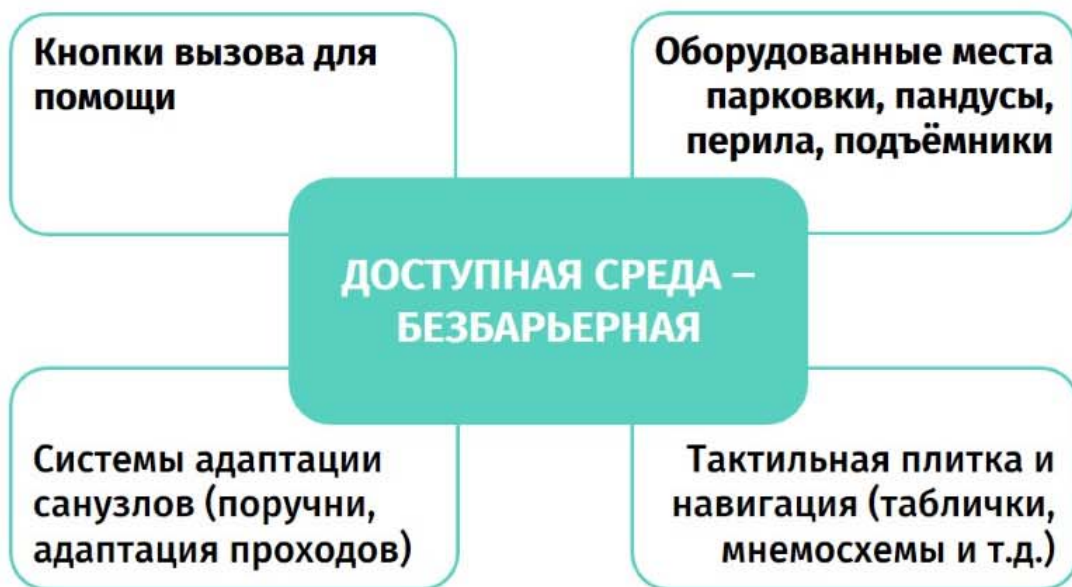 Кнопки вызова для
помощи
Оборудованные места
парковки, пандусы,
перила, подъёмники
ДОСТУПНАЯ СРЕДА –
БЕЗБАРЬЕРНАЯ
Системы адаптации
санузлов (поручни,
адаптация проходов)
Тактильная плитка и
навигация (таблички,
мнемосхемы и т.д.)